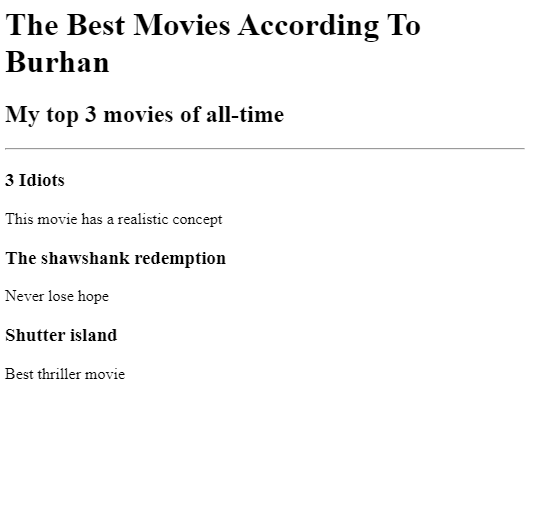 The Best Movies According To
Burhan
My top 3 movies of all-time
3 Idiots
This movie has a realistic concept
The shawshank redemption
Never lose hope
Shutter island
Best thriller movie